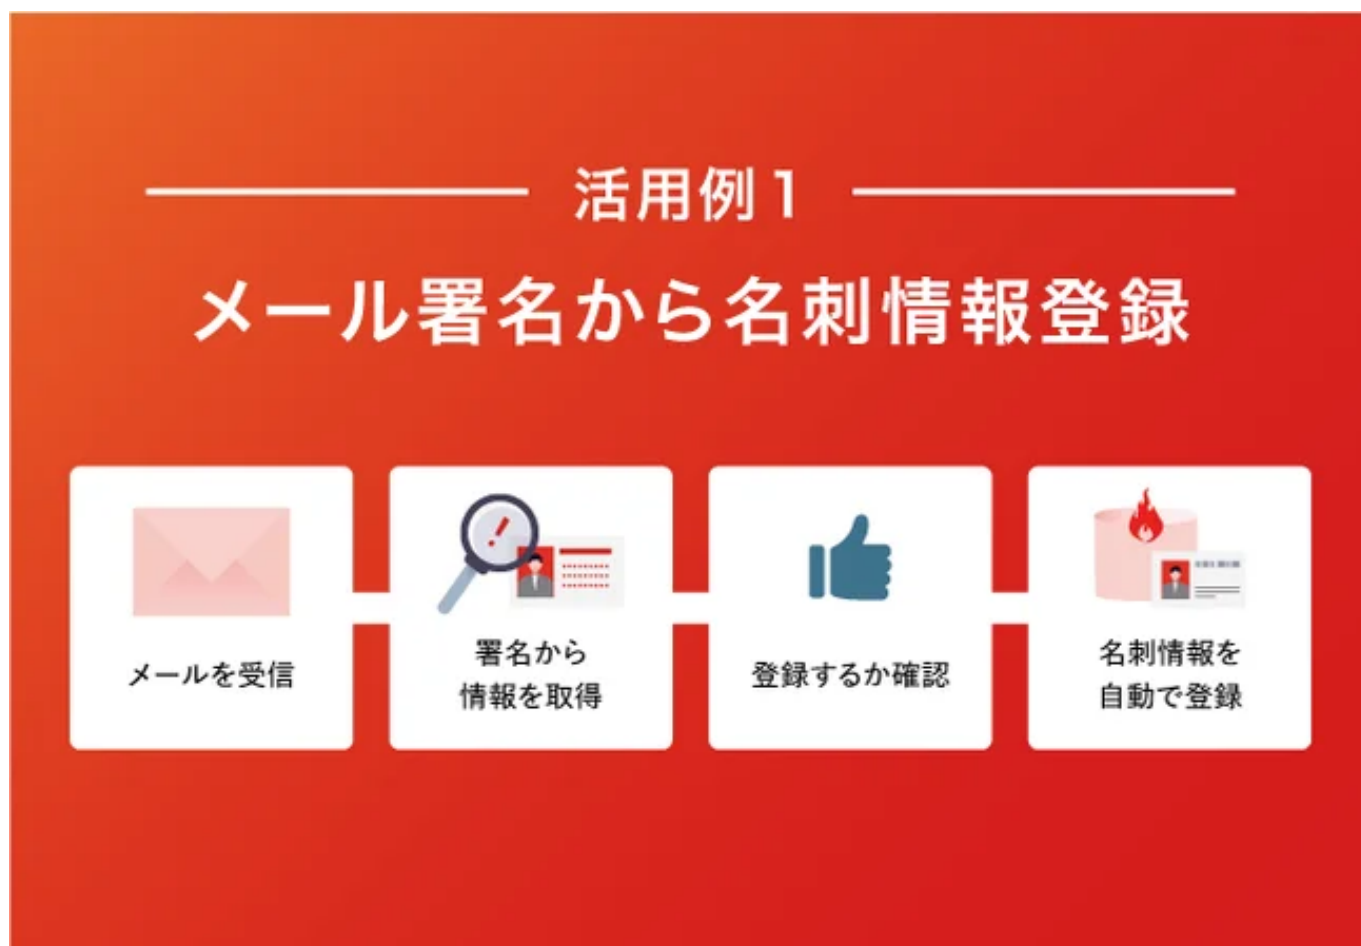 活用例1
メール署名から名刺情報登録
メールを受信
署名から
情報を取得
登録するか確認
名刺情報を
自動で登録